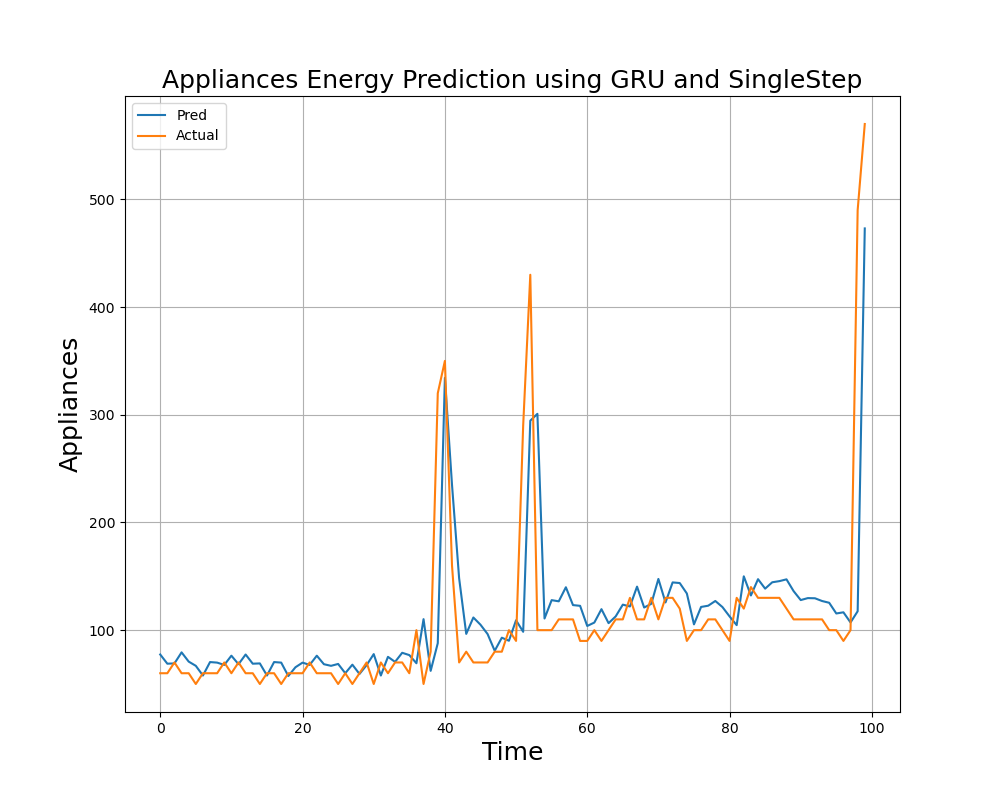 Appliances Energy Prediction using GRU and SingleStep
Pred
Actual
500
400
300
200
100
Appliances
0 20 40 60 80 100
Time